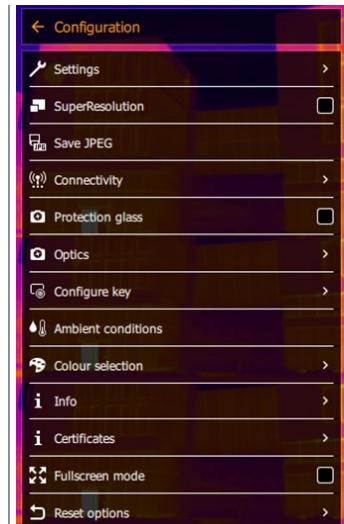 Configuration
Settings
SuperResolution
JPG
Save JPEG
Connectivity
Protection glass
Optics
Configure key
Ambient conditions
Colour selection
Info
Certificates
Fullscreen mode
Reset options